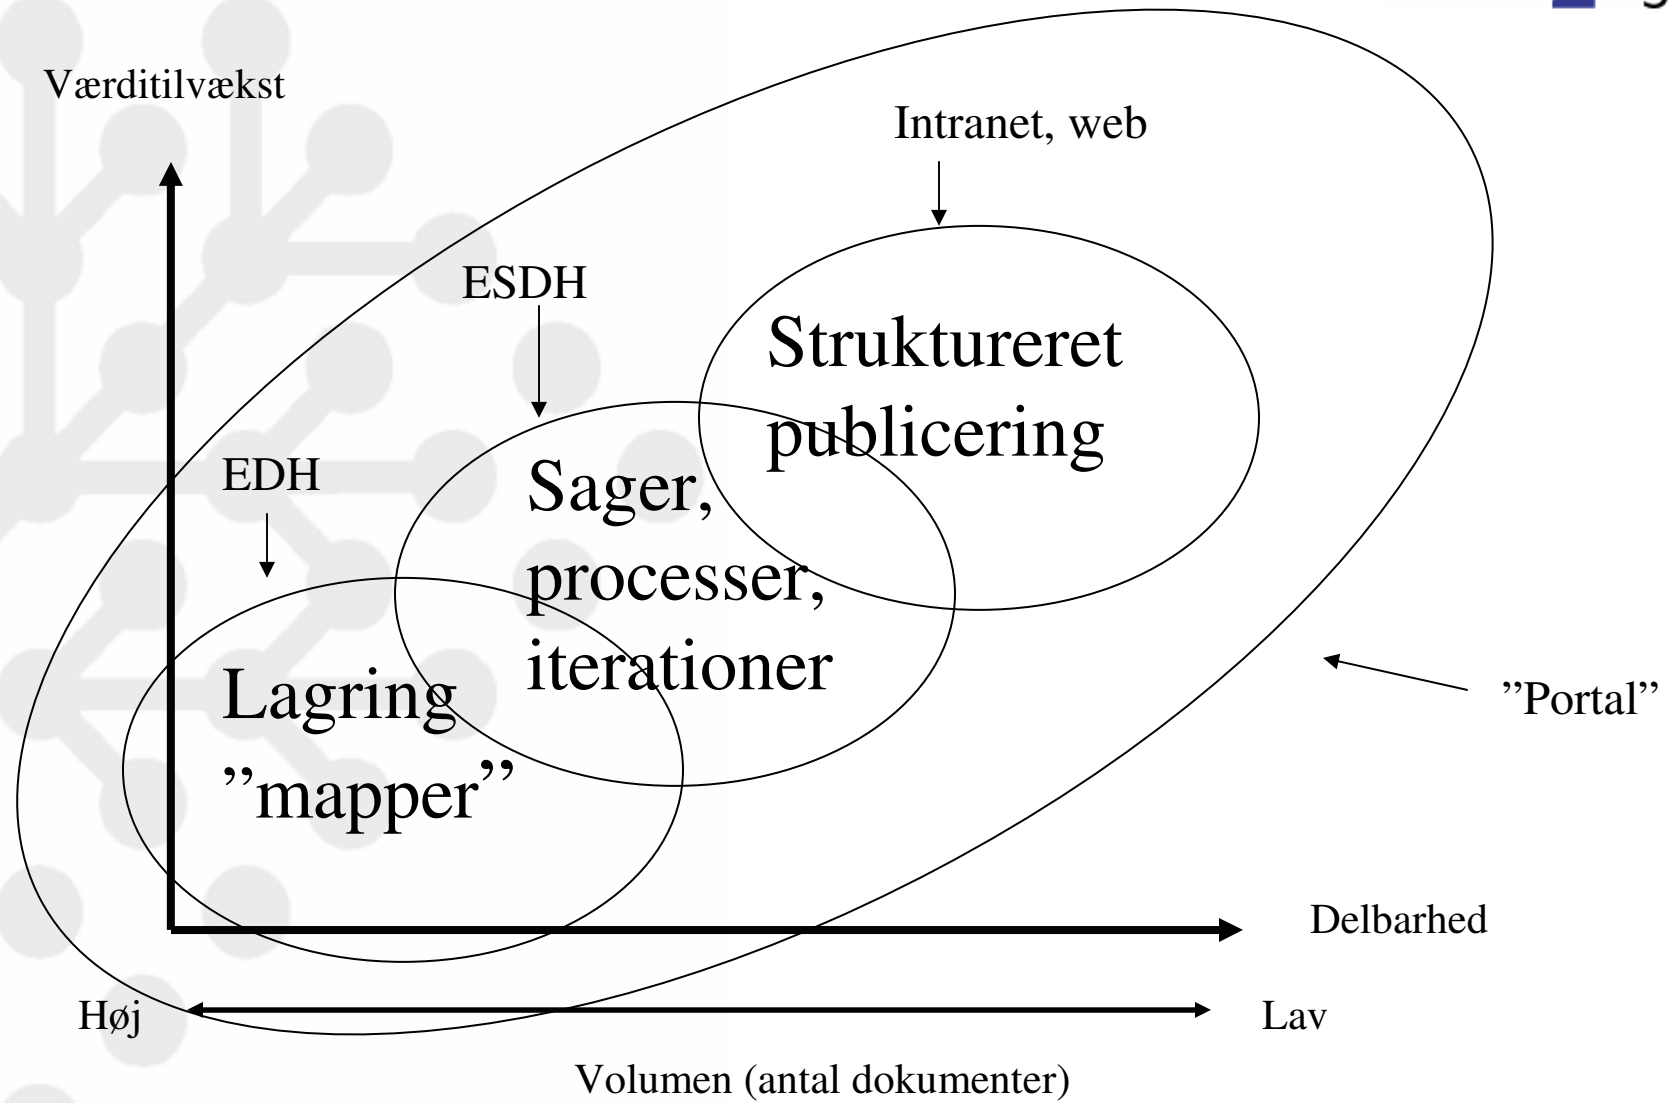 Værditilvækst
Intranet, web
ESDH
Struktureret
publicering
EDH
Sager,
processer,
iterationer
Lagring
”mapper”
”Portal”
Delbarhed
Høj
Lav
Volumen (antal dokumenter)